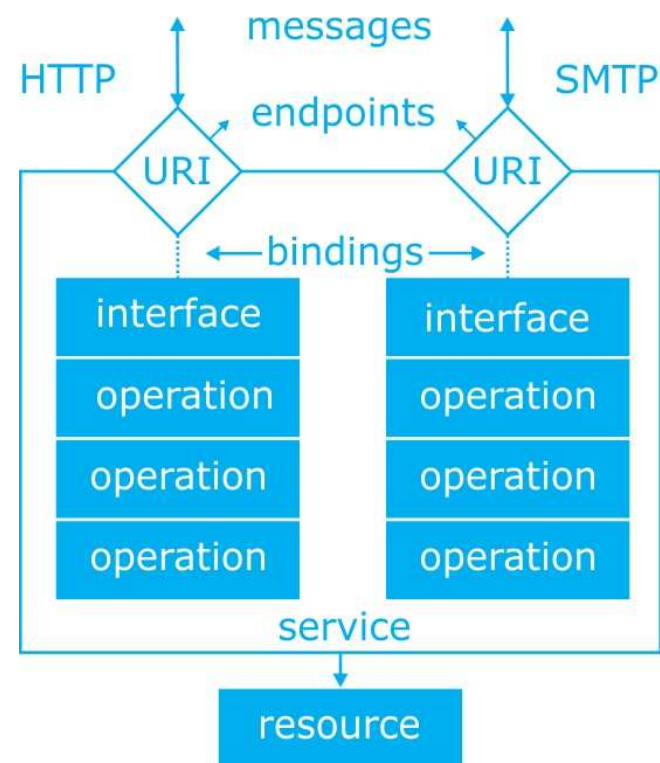 messages
HTTP SMTP
endpoints
URI URI
bindings
interface interface
operation operation
operation operation
operation operation
service
resource